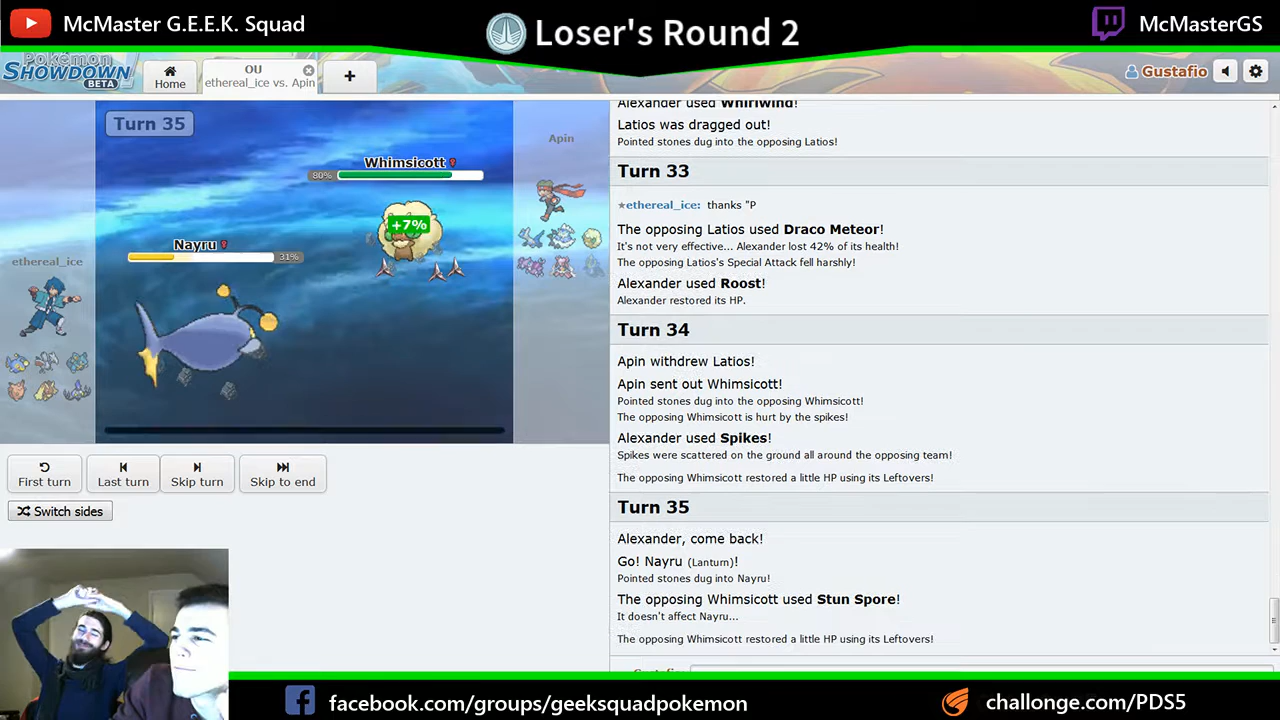 McMaster G.E.E.K. Squad
Loser's Round 2
McMasterGS
Pokémon
SHOWDOWN
BETA
Home
OU
ethereal_ice vs. Apin
Gustafio
Turn 35
Whimsicott
80%
+7%
Nayru
31%
ethereal_ice
Apin
First turn
Last turn
Skip turn
Skip to end
Switch sides
Alexander used Whirlwind!
Latios was dragged out!
Pointed stones dug into the opposing Latios!
Turn 33
★ethereal_ice: thanks "P
The opposing Latios used Draco Meteor!
It's not very effective... Alexander lost 42% of its health!
The opposing Latios's Special Attack fell harshly!
Alexander used Roost!
Alexander restored its HP.
Turn 34
Apin withdrew Latios!
Apin sent out Whimsicott!
Pointed stones dug into the opposing Whimsicott!
The opposing Whimsicott is hurt by the spikes!
Alexander used Spikes!
Spikes were scattered on the ground all around the opposing team!
The opposing Whimsicott restored a little HP using its Leftovers!
Turn 35
Alexander, come back!
Go! Nayru (Lanturn)!
Pointed stones dug into Nayru!
The opposing Whimsicott used Stun Spore!
It doesn't affect Nayru...
The opposing Whimsicott restored a little HP using its Leftovers!
facebook.com/groups/geeksquadpokemon
challonge.com/PDS5